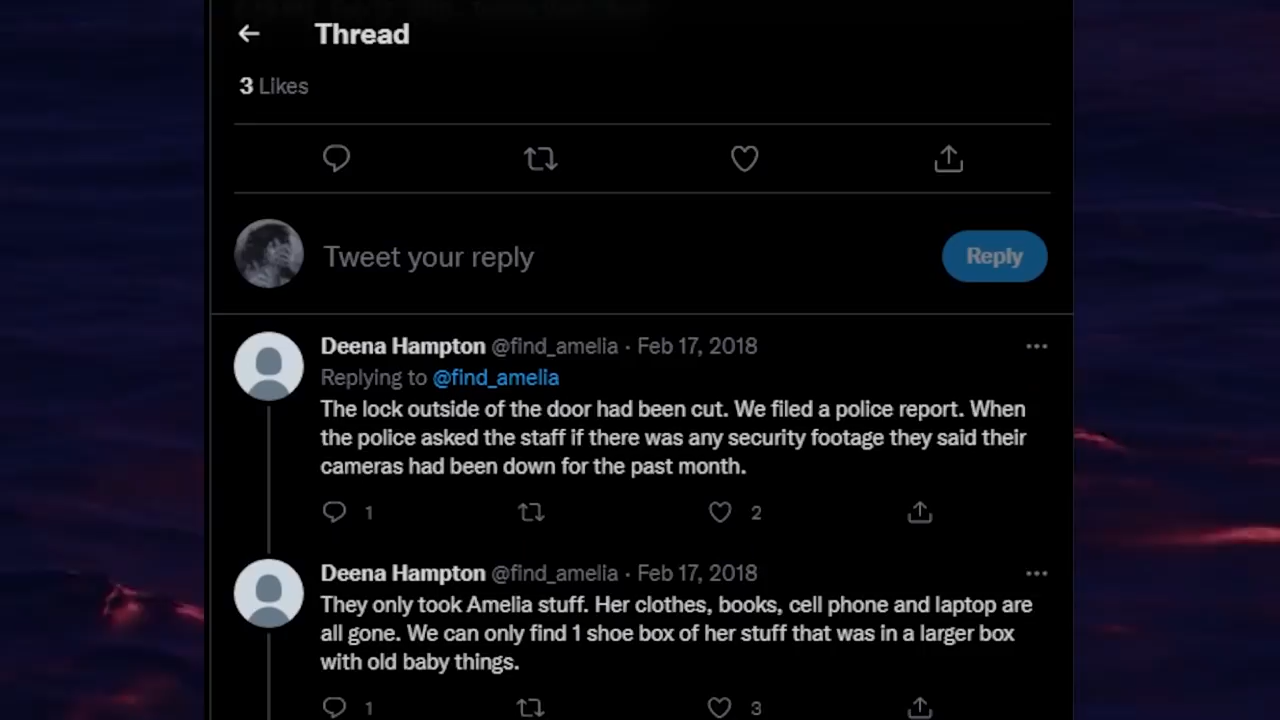 Thread
3 Likes
Tweet your reply
Reply
Deena Hampton @find_amelia · Feb 17, 2018
Replying to @find_amelia
The lock outside of the door had been cut. We filed a police report. When
the police asked the staff if there was any security footage they said their
cameras had been down for the past month.
1 2
Deena Hampton @find_amelia · Feb 17, 2018
They only took Amelia stuff. Her clothes, books, cell phone and laptop are
all gone. We can only find 1 shoe box of her stuff that was in a larger box
with old baby things.
1 3